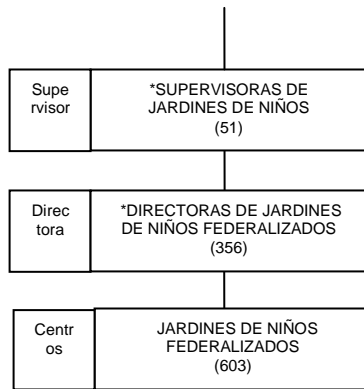 Supe
rvisor
*SUPERVISORAS DE
JARDINES DE NIÑOS
(51)
Direc
tora
*DIRECTORAS DE JARDINES
DE NIÑOS FEDERALIZADOS
(356)
Centr
os
JARDINES DE NIÑOS
FEDERALIZADOS
(603)